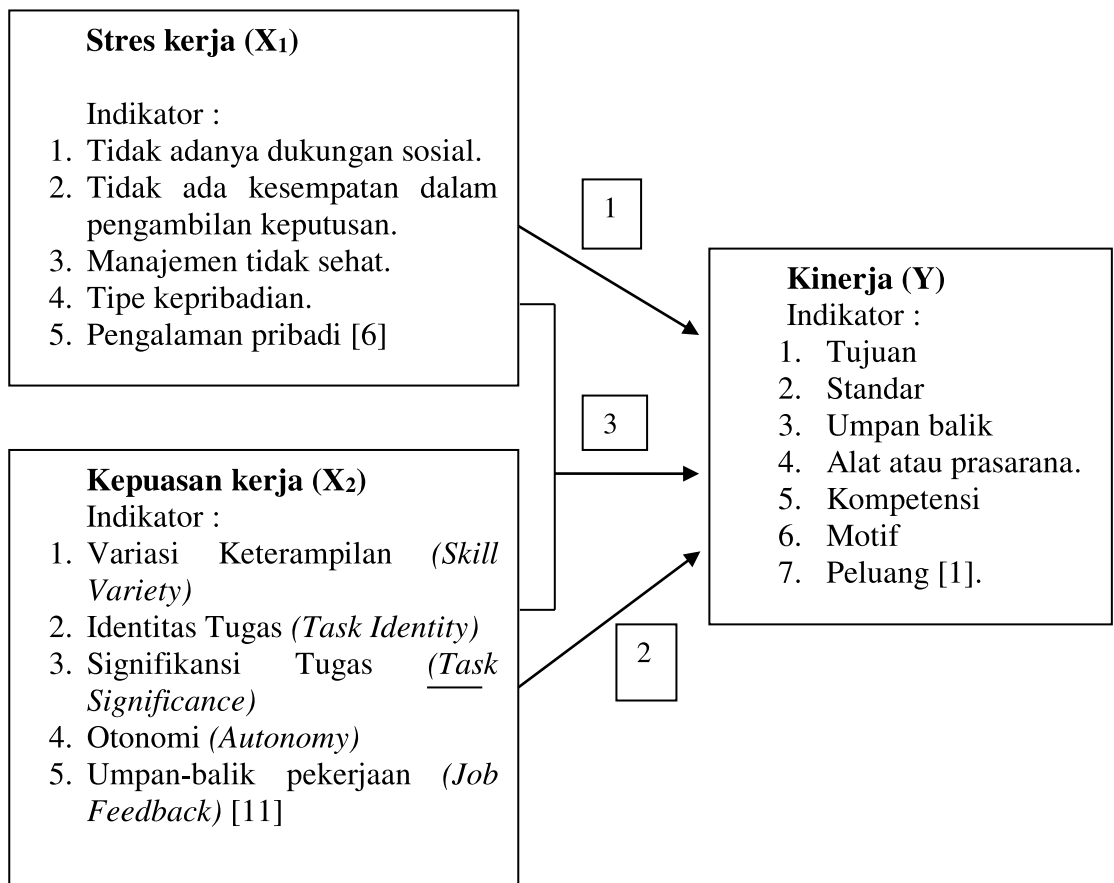 Stres kerja (X1)
Indikator :
1. Tidak adanya dukungan sosial.
2. Tidak ada kesempatan dalam
pengambilan keputusan.
3. Manajemen tidak sehat.
4. Tipe kepribadian.
5. Pengalaman pribadi [6]
Kepuasan kerja (X2)
Indikator :
1. Variasi Keterampilan (Skill
Variety)
2. Identitas Tugas (Task Identity)
3. Signifikansi Tugas (Task
Significance)
4. Otonomi (Autonomy)
5. Umpan-balik pekerjaan (Job
Feedback) [11]
1
3
2
Kinerja (Y)
Indikator :
1. Tujuan
2. Standar
3. Umpan balik
4. Alat atau prasarana.
5. Kompetensi
6. Motif
7. Peluang [1].